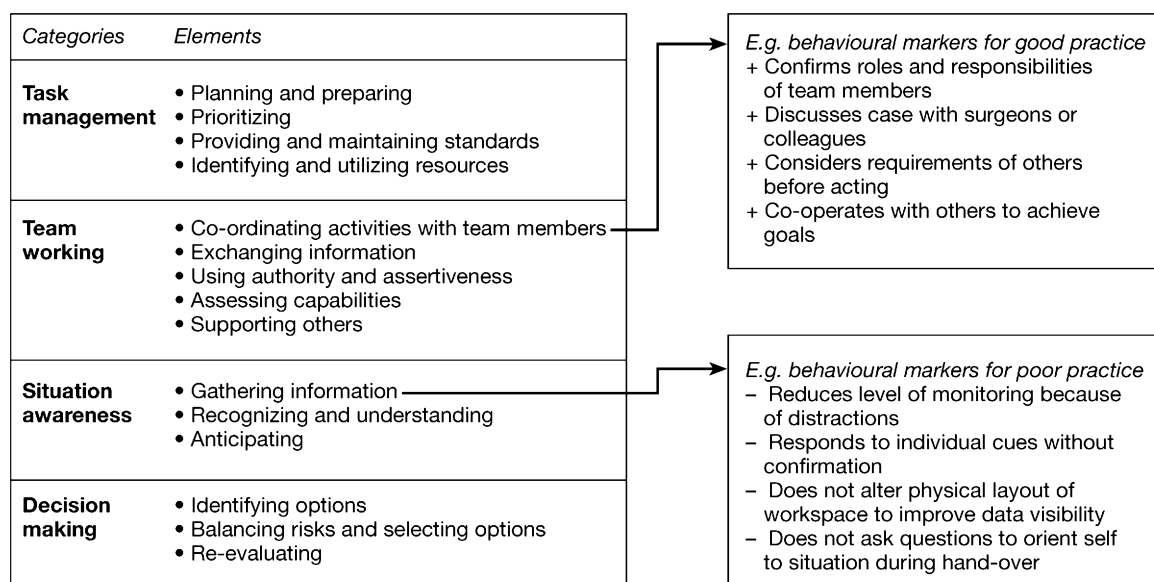 Categories Elements
Task
management
• Planning and preparing
• Prioritizing
• Providing and maintaining standards
• Identifying and utilizing resources
Team
working
• Co-ordinating activities with team members
• Exchanging information
• Using authority and assertiveness
• Assessing capabilities
• Supporting others
Situation
awareness
• Gathering information
• Recognizing and understanding
• Anticipating
Decision
making
• Identifying options
• Balancing risks and selecting options
• Re-evaluating
E.g. behavioural markers for good practice
+ Confirms roles and responsibilities
of team members
+ Discusses case with surgeons or
colleagues
+ Considers requirements of others
before acting
+ Co-operates with others to achieve
goals
E.g. behavioural markers for poor practice
– Reduces level of monitoring because
of distractions
– Responds to individual cues without
confirmation
– Does not alter physical layout of
workspace to improve data visibility
– Does not ask questions to orient self
to situation during hand-over